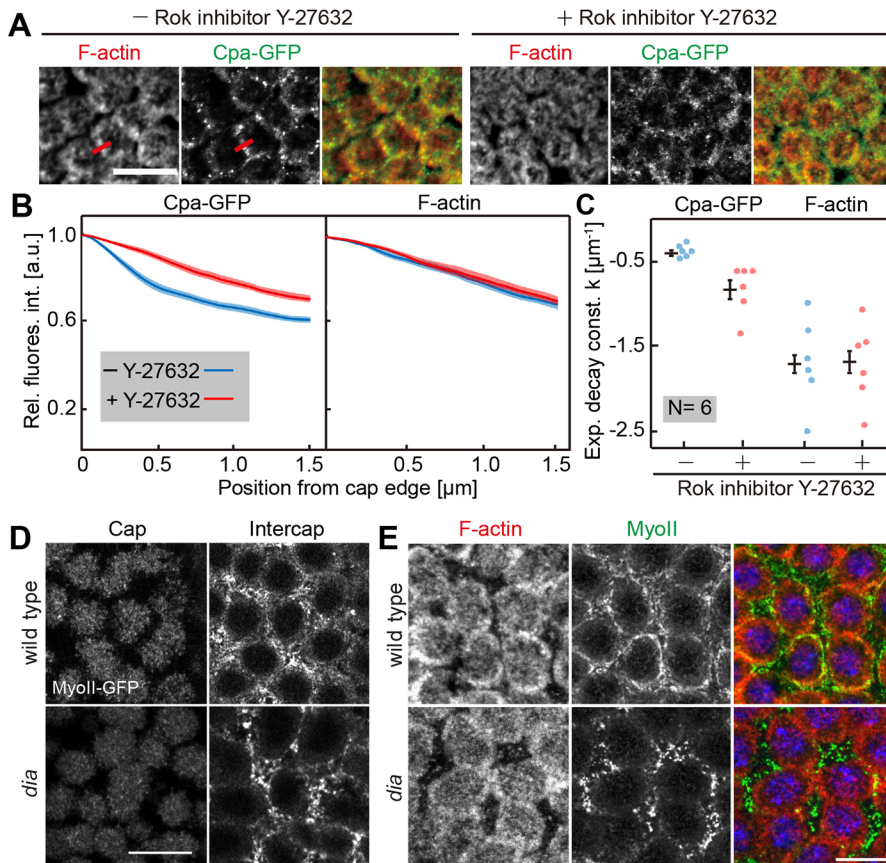 A
− Rok inhibitor Y-27632
+ Rok inhibitor Y-27632
F-actin
Cpa-GFP
F-actin
Cpa-GFP
B
Cpa-GFP
F-actin
Rel. fluores. int. [a.u.]
1.0
0.6
0.2
− Y-27632
+ Y-27632
0
0.5
1.0
1.5
0.5
1.0
1.5
Position from cap edge [μm]
C
Cpa-GFP
F-actin
Exp. decay const. k [μm⁻¹]
-0.5
-1.5
-2.5
N= 6
− + − +
Rok inhibitor Y-27632
D
Cap
Intercap
wild type
MyoII-GFP
dia
E
F-actin
MyoII
wild type
dia